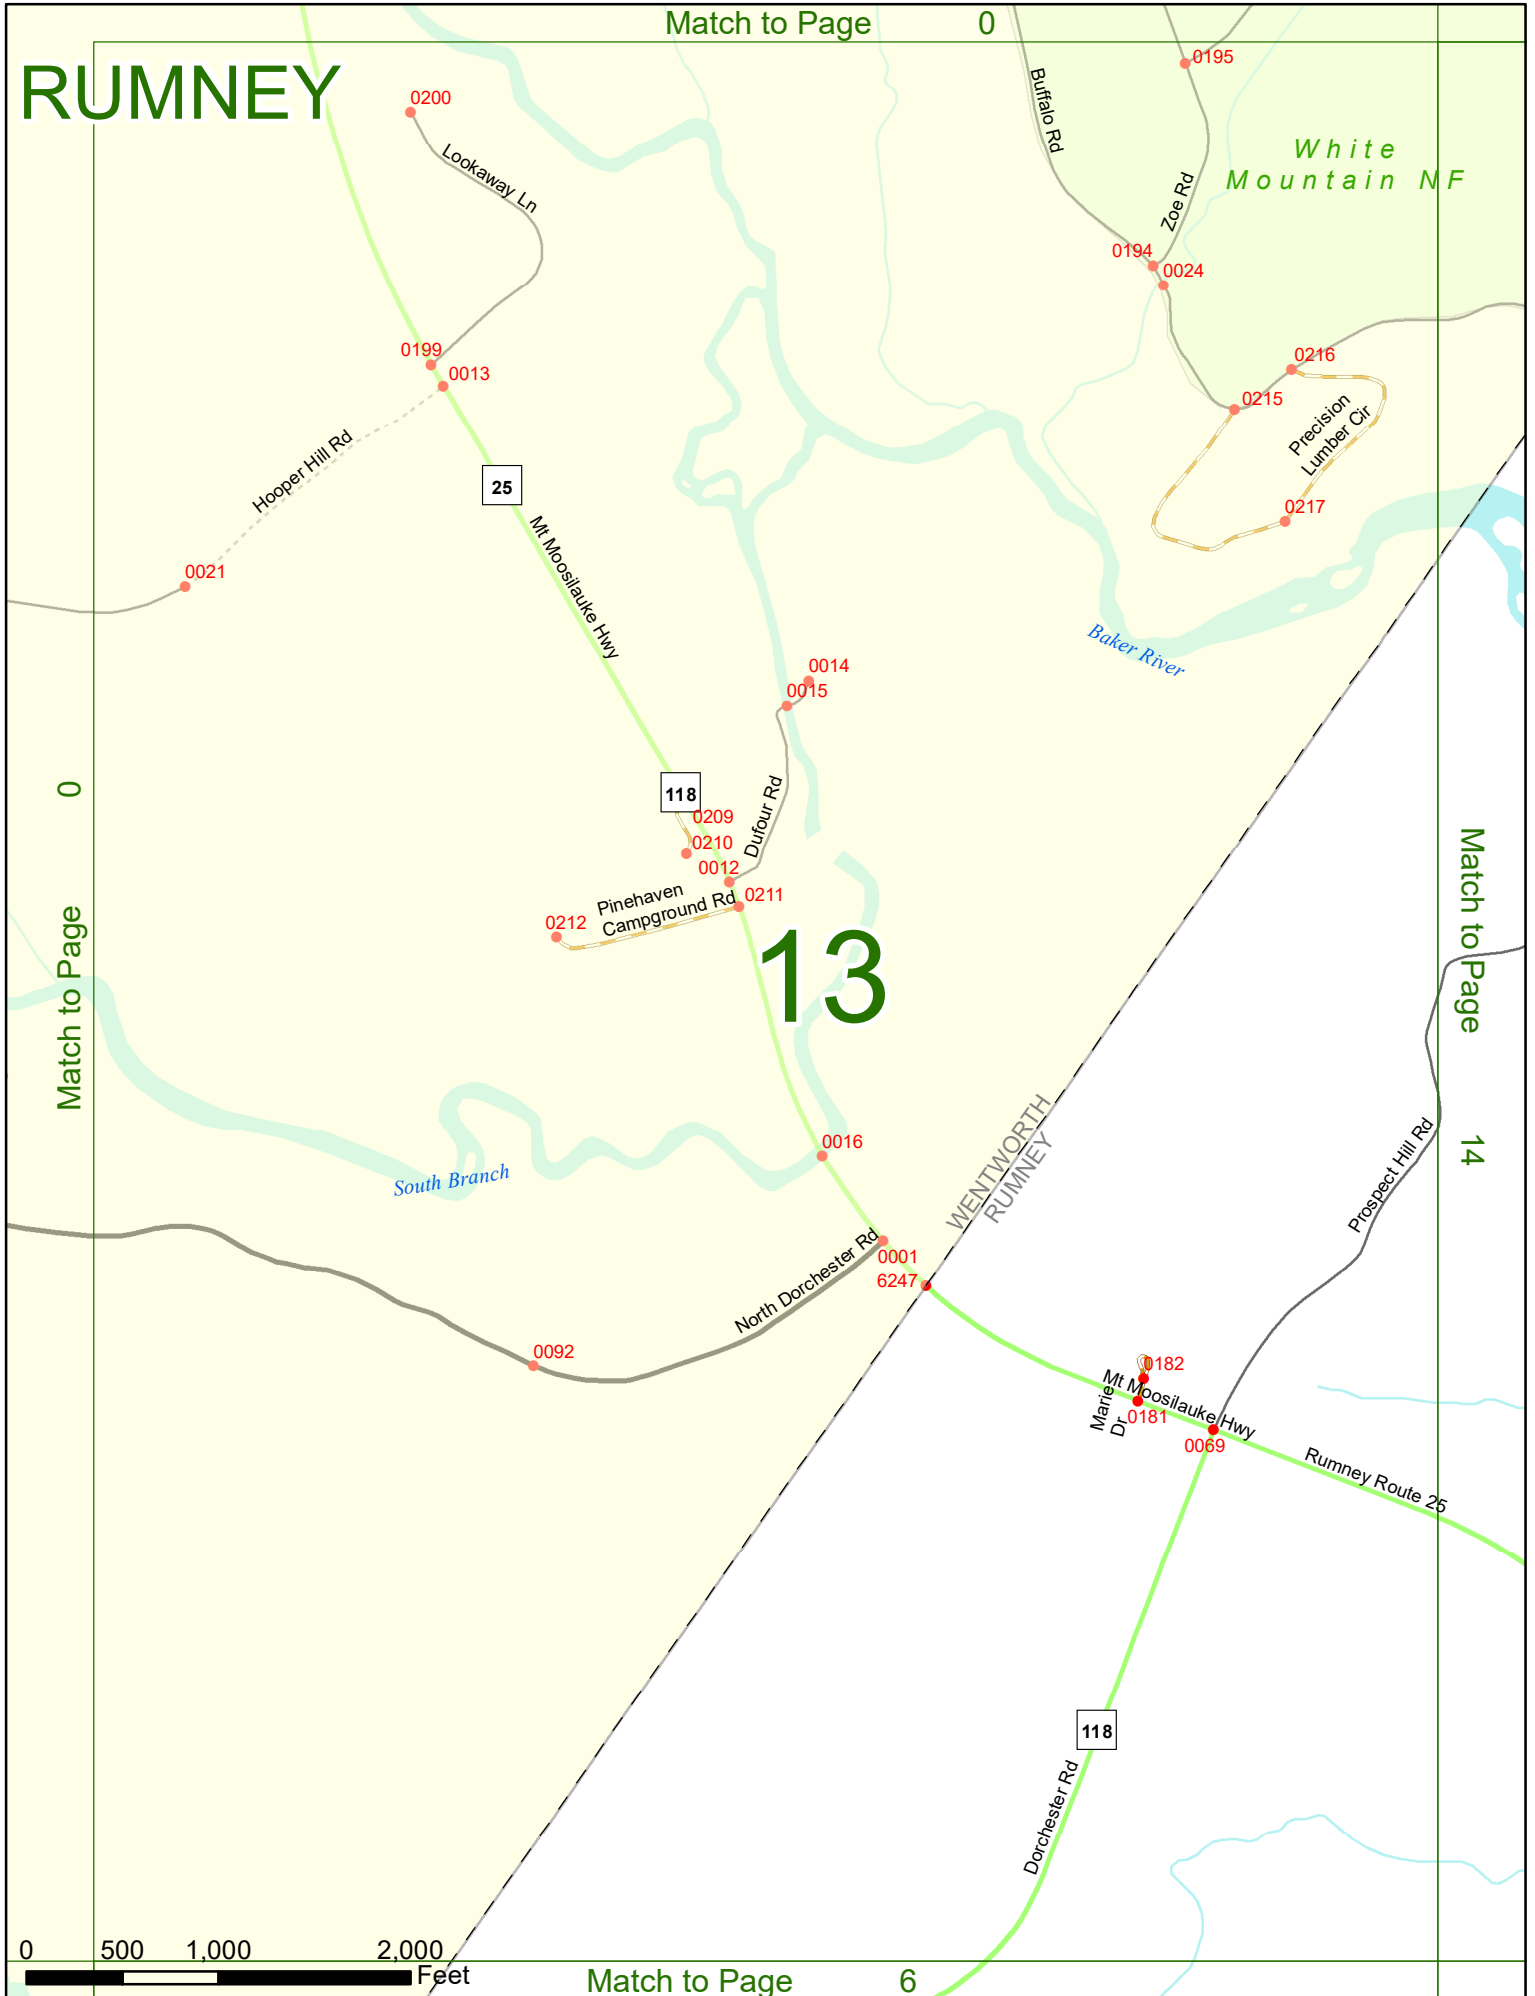 Match to Page 0
RUMNEY
0195
0200
Buffalo Rd
White
Mountain NF
Lookaway Ln
Zoe Rd
0194
0024
0199
0013
0216
0215
Precision
Lumber Cir
Hooper Hill Rd
25
0217
Mt Moosilauke Hwy
0021
Baker River
0014
0015
0
118
0209
Dufour Rd
0210
0012
Pinehaven
Campground Rd
0211
0212
13
Match to Page
Match to Page
14
0016
South Branch
WENTWORTH
RUMNEY
Prospect Hill Rd
North Dorchester Rd
0001
6247
0092
0182
Mt Moosilauke Hwy
Marie
Dr
0181
0069
Rumney Route 25
118
Dorchester Rd
0 500 1,000 2,000
Feet
Match to Page 6